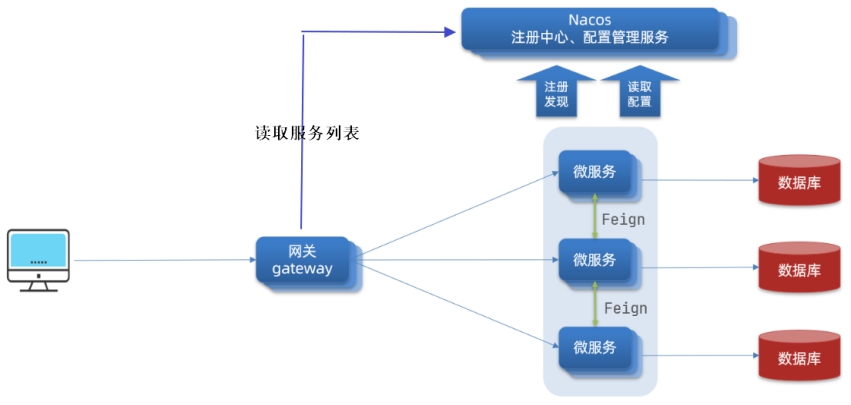 Nacos
注册中心、配置管理服务
注册
发现
读取
配置
读取服务列表
微服务
数据库
Feign
网关
gateway
微服务
数据库
Feign
微服务
数据库